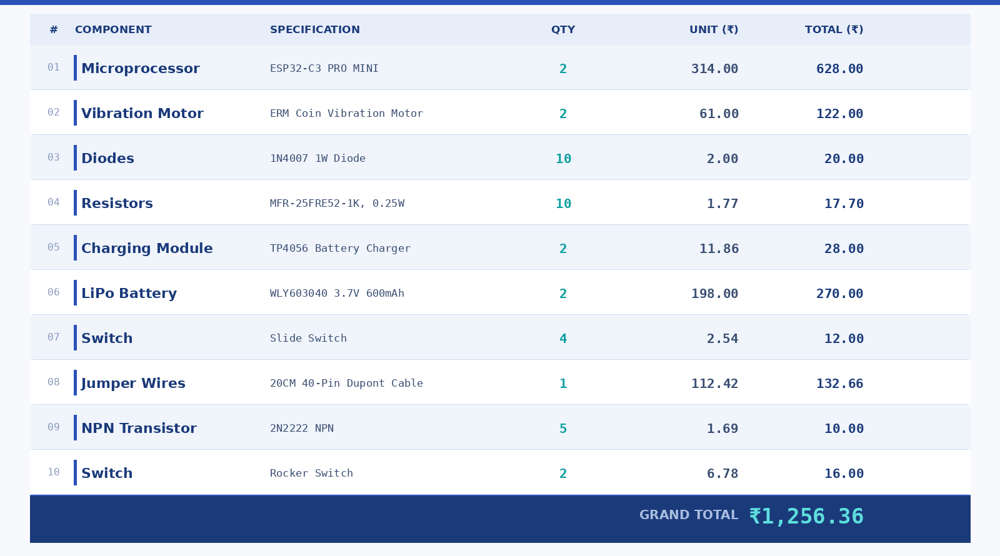 # COMPONENT SPECIFICATION QTY UNIT (₹) TOTAL (₹)
01 Microprocessor ESP32-C3 PRO MINI 2 314.00 628.00
02 Vibration Motor ERM Coin Vibration Motor 2 61.00 122.00
03 Diodes 1N4007 1W Diode 10 2.00 20.00
04 Resistors MFR-25FRE52-1K, 0.25W 10 1.77 17.70
05 Charging Module TP4056 Battery Charger 2 11.86 28.00
06 LiPo Battery WLY603040 3.7V 600mAh 2 198.00 270.00
07 Switch Slide Switch 4 2.54 12.00
08 Jumper Wires 20CM 40-Pin Dupont Cable 1 112.42 132.66
09 NPN Transistor 2N2222 NPN 5 1.69 10.00
10 Switch Rocker Switch 2 6.78 16.00
GRAND TOTAL ₹1,256.36